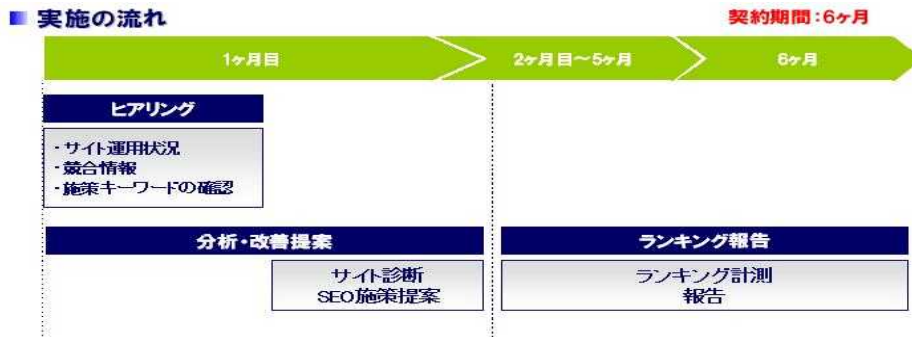 実施の流れ
契約期間：6ヶ月
1ヶ月目
2ヶ月目～5ヶ月
6ヶ月
ヒアリング
・サイト運用状況
・競合情報
・施策キーワードの確認
分析・改善提案
ランキング報告
サイト診断
SEO施策提案
ランキング計測
報告